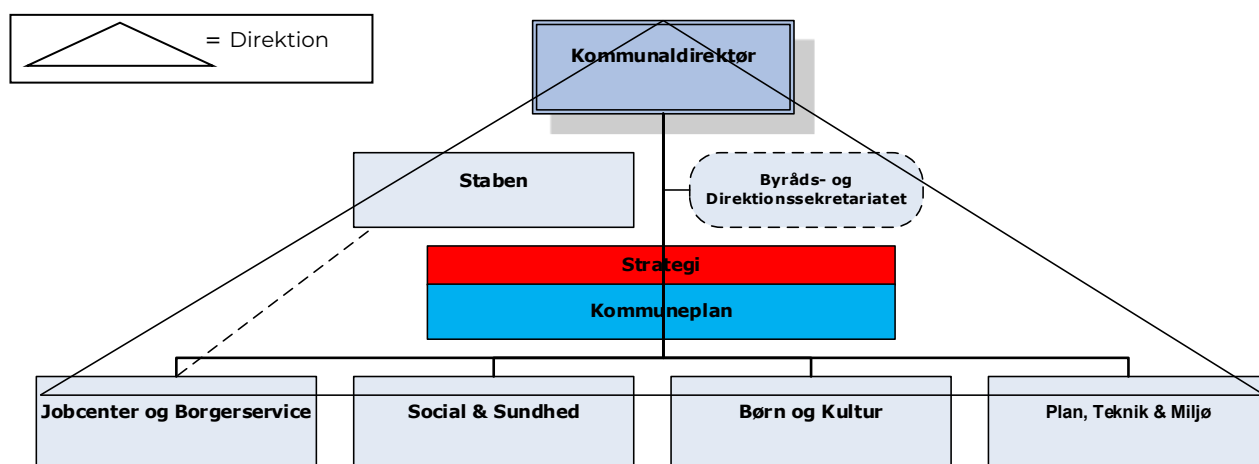 = Direktion
Kommunaldirektør
Staben
Byråds- og
Direktionssekretariatet
Strategi
Kommuneplan
Jobcenter og Borgerservice
Social & Sundhed
Børn og Kultur
Plan, Teknik & Miljø